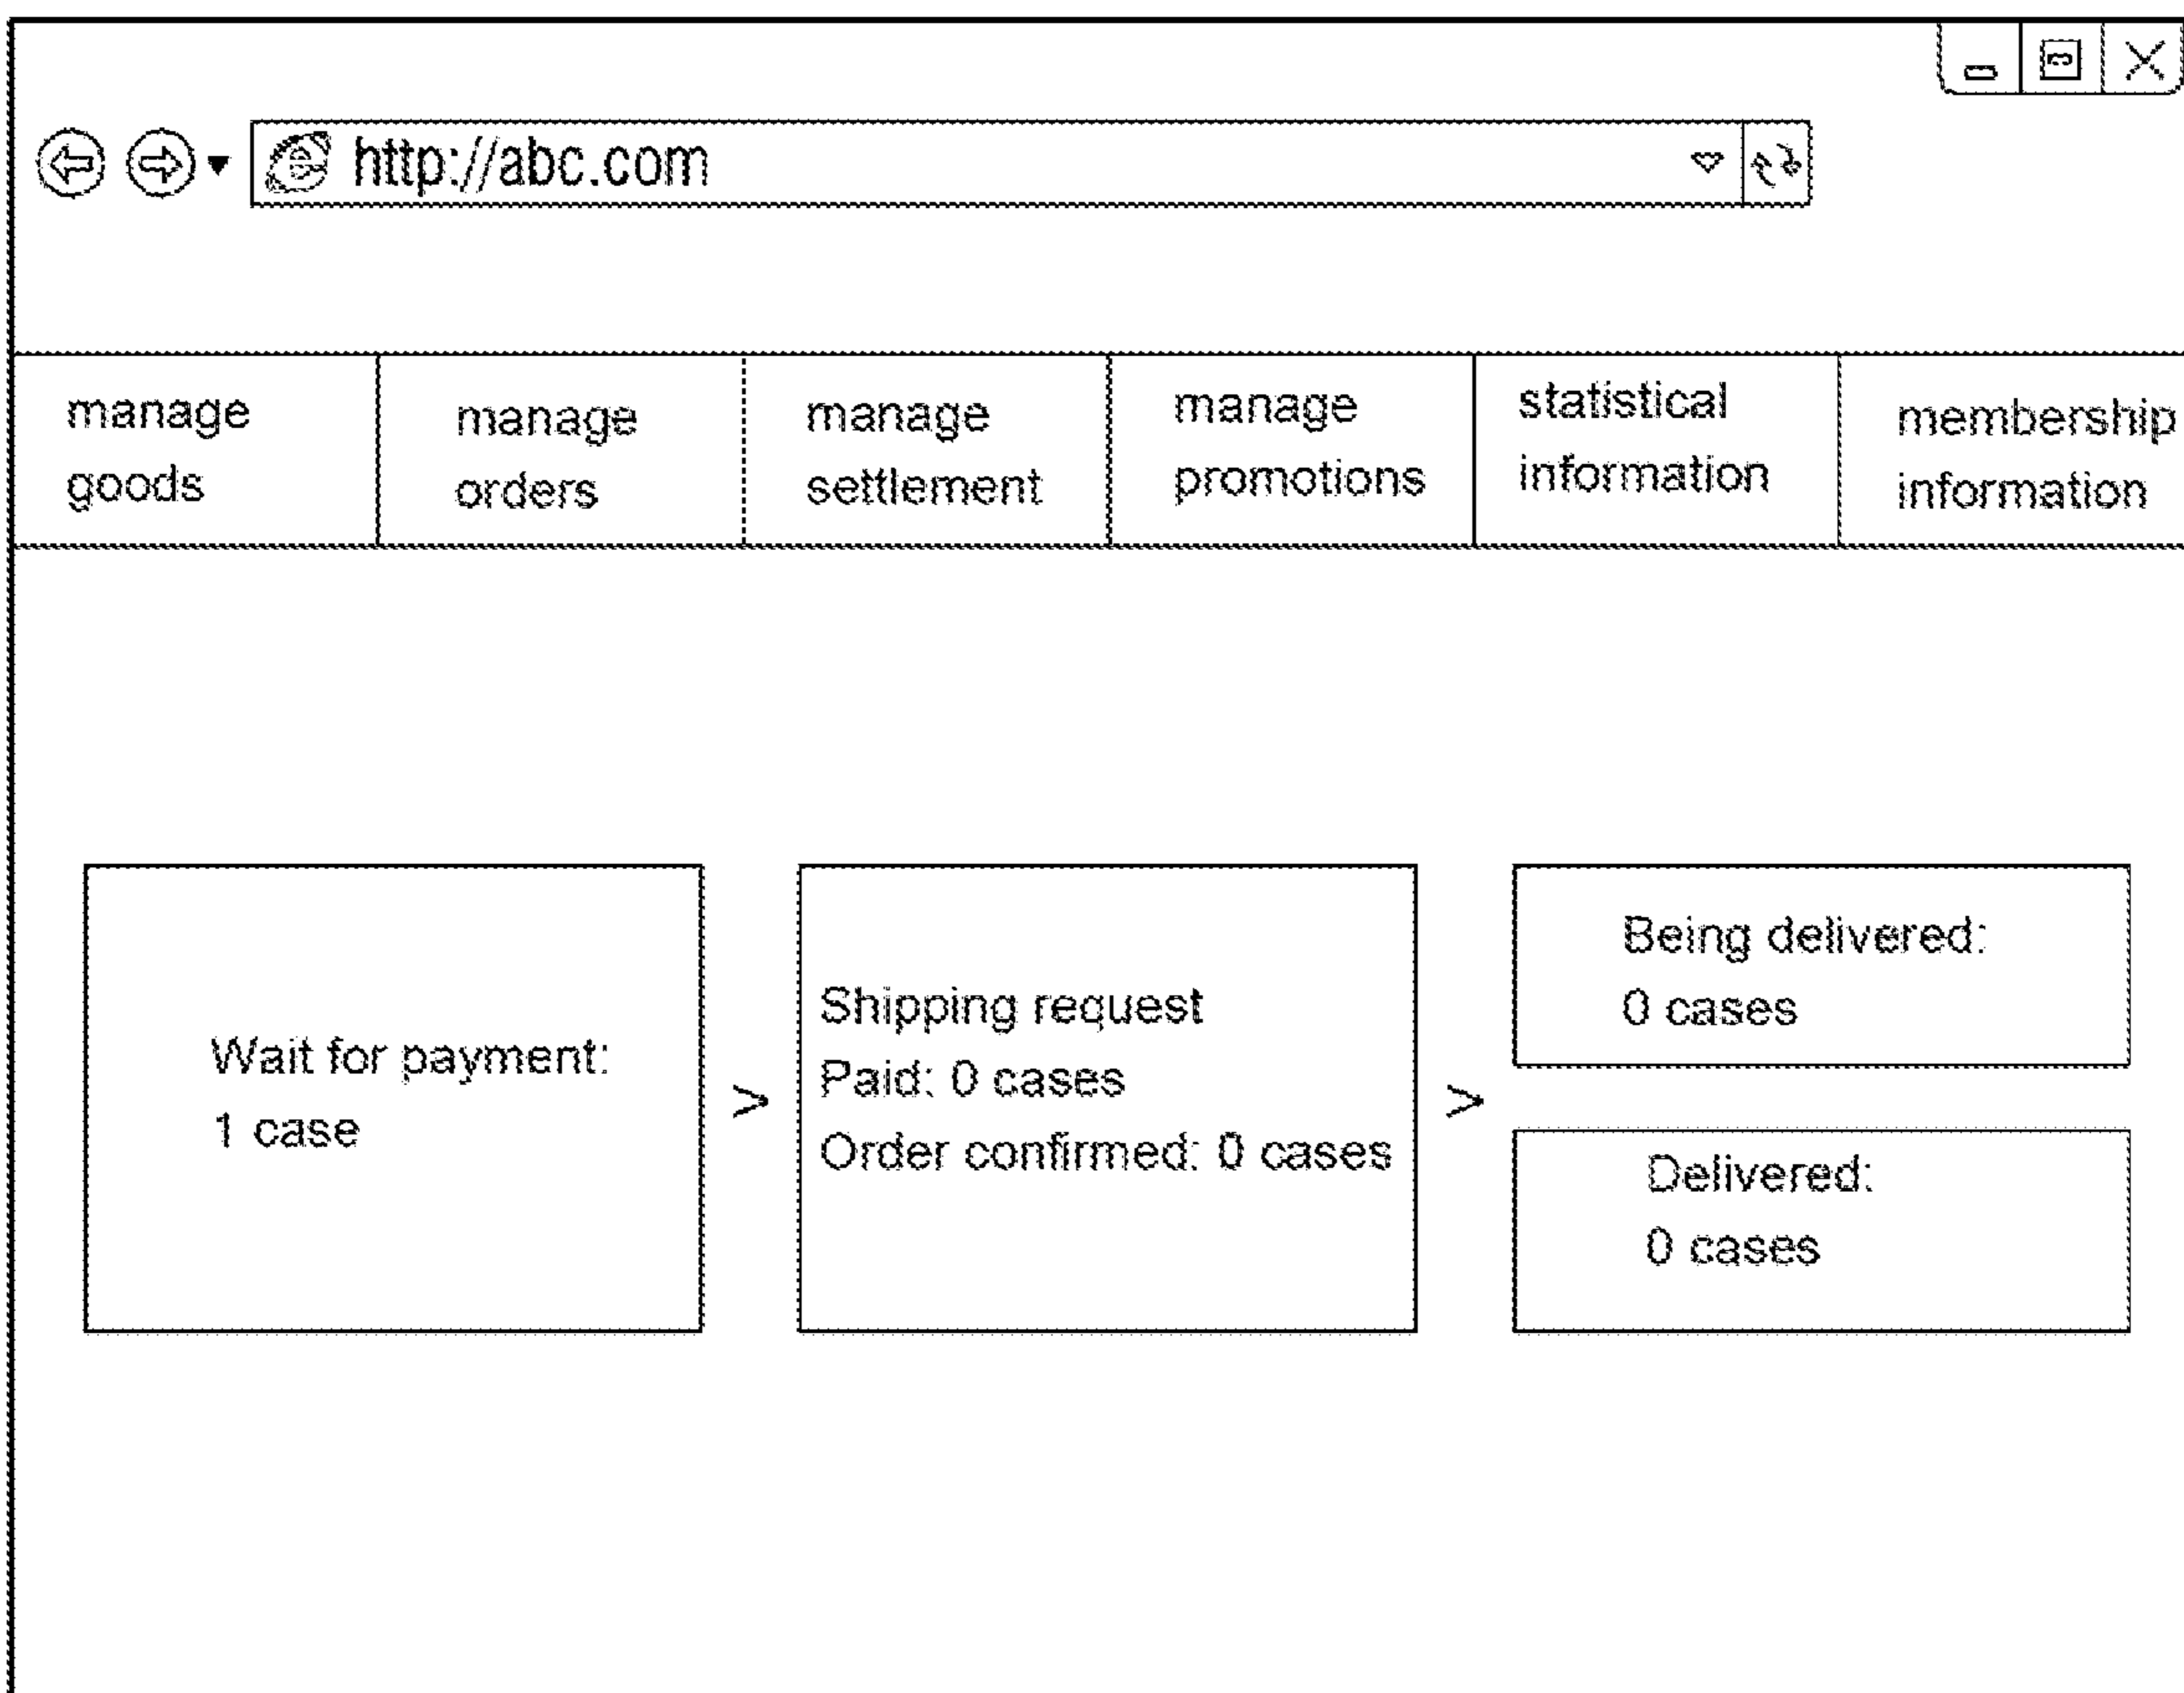 http://abc.com
manage
goods
manage
orders
manage
settlement
manage
promotions
statistical
information
membership
information
Wait for payment:
1 case
>
Shipping request
Paid: 0 cases
Order confirmed: 0 cases
>
Being delivered:
0 cases
Delivered:
0 cases